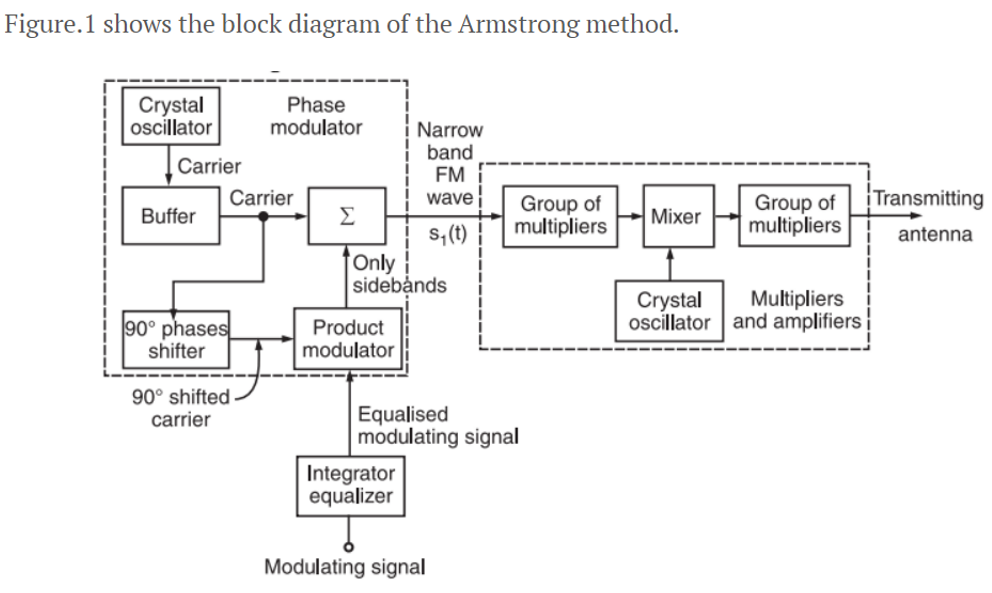 Figure.1 shows the block diagram of the Armstrong method.
Crystal
oscillator
Phase
modulator
Carrier
Buffer
Carrier
Σ
Narrow
band
FM
wave
s₁(t)
Only
sidebands
90° phases
shifter
Product
modulator
90° shifted
carrier
Equalised
modulating signal
Integrator
equalizer
Modulating signal
Group of
multipliers
Mixer
Group of
multipliers
Transmitting
antenna
Crystal
oscillator
Multipliers
and amplifiers